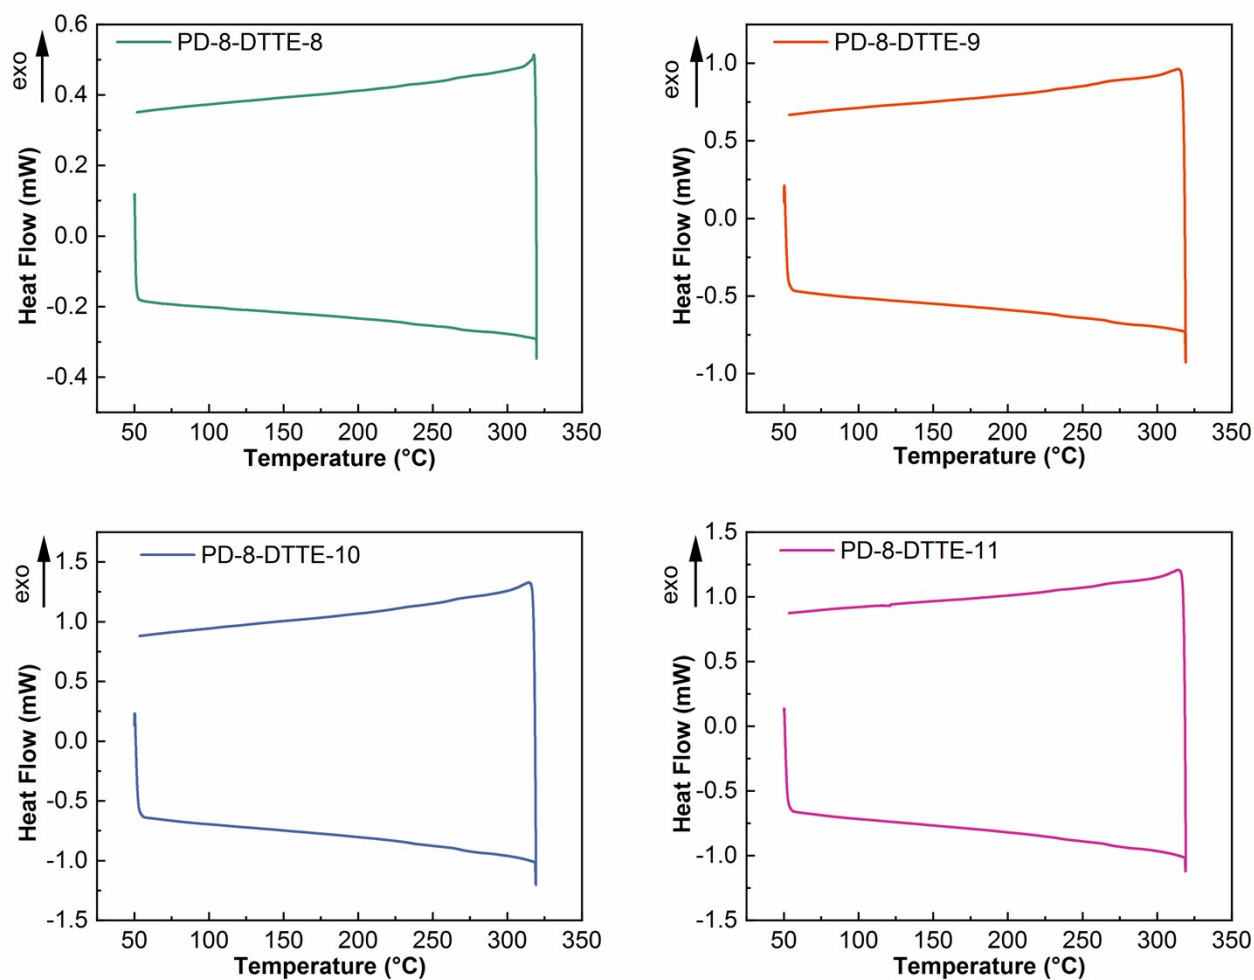 PD-8-DTTE-8
exo
Heat Flow (mW)
0.6
0.4
0.2
0.0
-0.2
-0.4
50 100 150 200 250 300 350
Temperature (°C)
PD-8-DTTE-9
exo
Heat Flow (mW)
1.0
0.5
0.0
-0.5
-1.0
50 100 150 200 250 300 350
Temperature (°C)
PD-8-DTTE-10
exo
Heat Flow (mW)
1.5
1.0
0.5
0.0
-0.5
-1.0
-1.5
50 100 150 200 250 300 350
Temperature (°C)
PD-8-DTTE-11
exo
Heat Flow (mW)
1.5
1.0
0.5
0.0
-0.5
-1.0
-1.5
50 100 150 200 250 300 350
Temperature (°C)